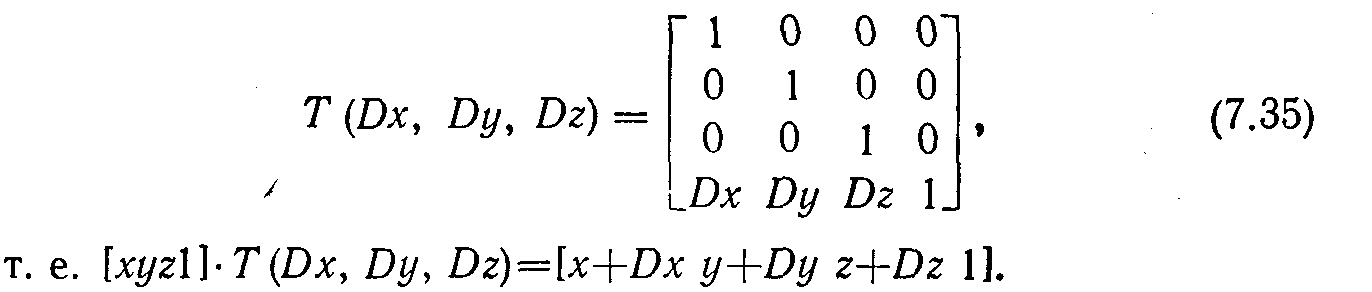 T (Dx, Dy, Dz) = [1 0 0 0
0 1 0 0
0 0 1 0
Dx Dy Dz 1], (7.35)
т. е. [xyz1]·T (Dx, Dy, Dz)=[x+Dx y+Dy z+Dz 1].